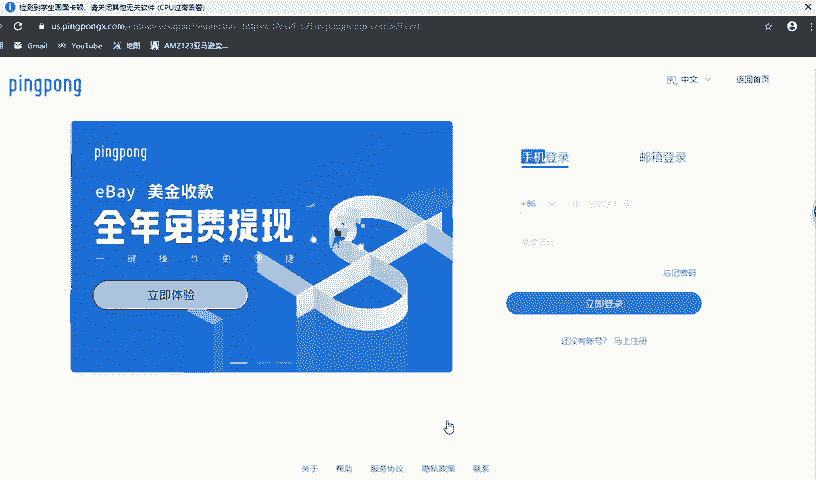 检测到学生画面卡顿，请关闭其他无关软件 (CPU过高告警)
us.pingpongx.com
Gmail
YouTube
地图
AMZ123亚马逊卖...
pingpong
中文
返回首页
pingpong
eBay 美金收款
全年免费提现
一键操作更便捷
立即体验
手机登录
邮箱登录
+86
忘记密码
立即登录
还没有账号? 马上注册
关于
帮助
服务协议
隐私政策
联系